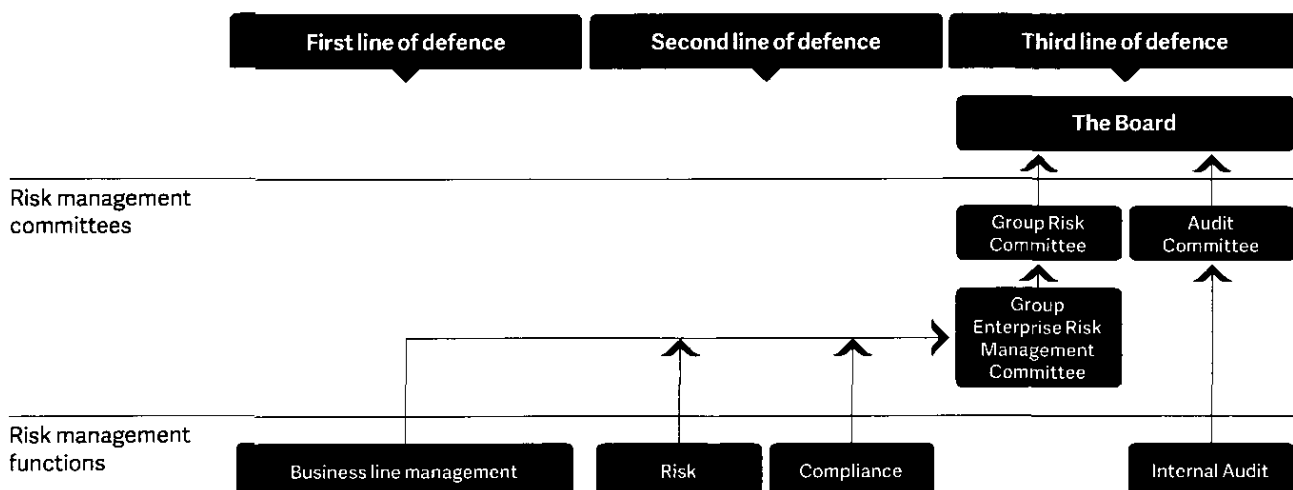 First line of defence
Second line of defence
Third line of defence
The Board
Risk management
committees
Group Risk
Committee
Audit
Committee
Group
Enterprise Risk
Management
Committee
Risk management
functions
Business line management
Risk
Compliance
Internal Audit